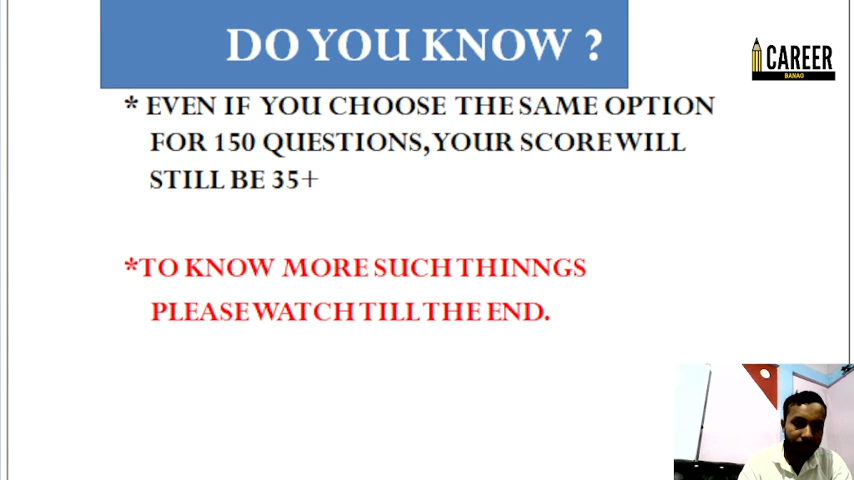 DO YOU KNOW ?
CAREER
BANAO
* EVEN IF YOU CHOOSE THE SAME OPTION
FOR 150 QUESTIONS, YOUR SCORE WILL
STILL BE 35+
*TO KNOW MORE SUCH THINNGS
PLEASE WATCH TILL THE END.